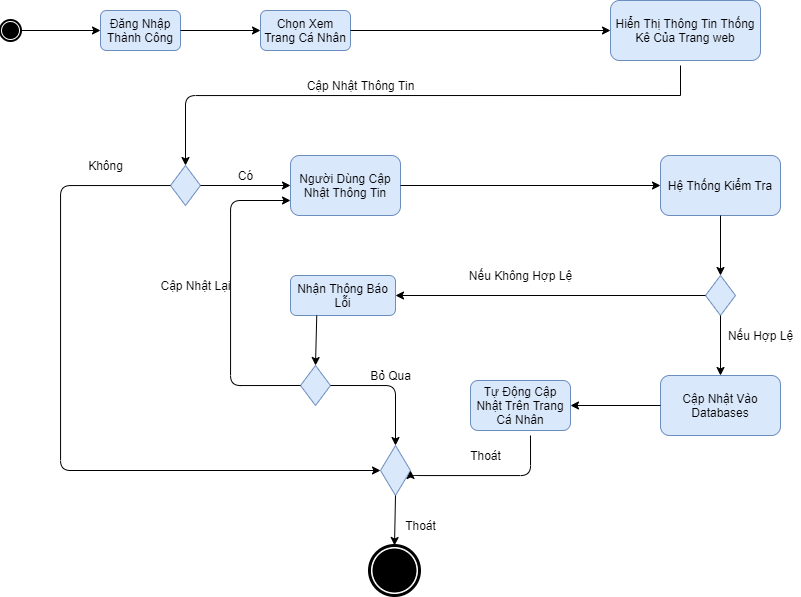 Đăng Nhập
Thành Công
Chọn Xem
Trang Cá Nhân
Hiển Thị Thông Tin Thống
Kê Của Trang web
Cập Nhật Thông Tin
Không
Có
Người Dùng Cập
Nhật Thông Tin
Hệ Thống Kiểm Tra
Cập Nhật Lại
Nhận Thông Báo
Lỗi
Nếu Không Hợp Lệ
Nếu Hợp Lệ
Bỏ Qua
Tự Động Cập
Nhật Trên Trang
Cá Nhân
Cập Nhật Vào
Databases
Thoát
Thoát